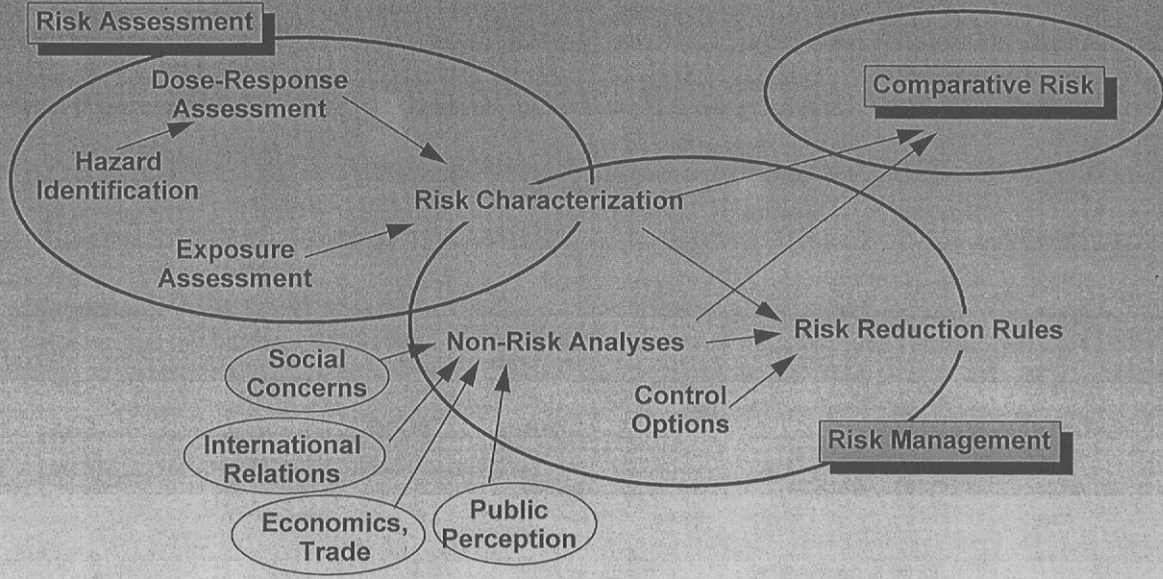 Risk Assessment
Dose-Response
Assessment
Hazard
Identification
Exposure
Assessment
Risk Characterization
Comparative Risk
Non-Risk Analyses
Risk Reduction Rules
Control
Options
Risk Management
Social
Concerns
International
Relations
Economics,
Trade
Public
Perception